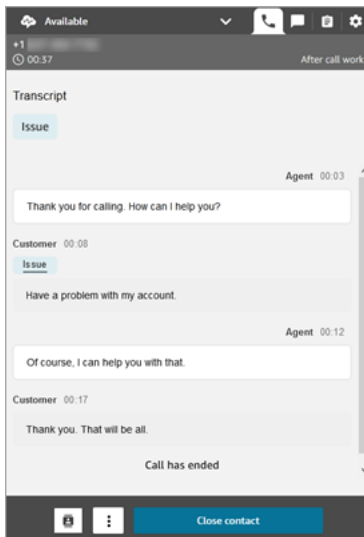 Available
+1
00:37 After call work
Transcript
Issue
Agent 00:03
Thank you for calling. How can I help you?
Customer 00:08
Issue
Have a problem with my account.
Agent 00:12
Of course, I can help you with that.
Customer 00:17
Thank you. That will be all.
Call has ended
Close contact